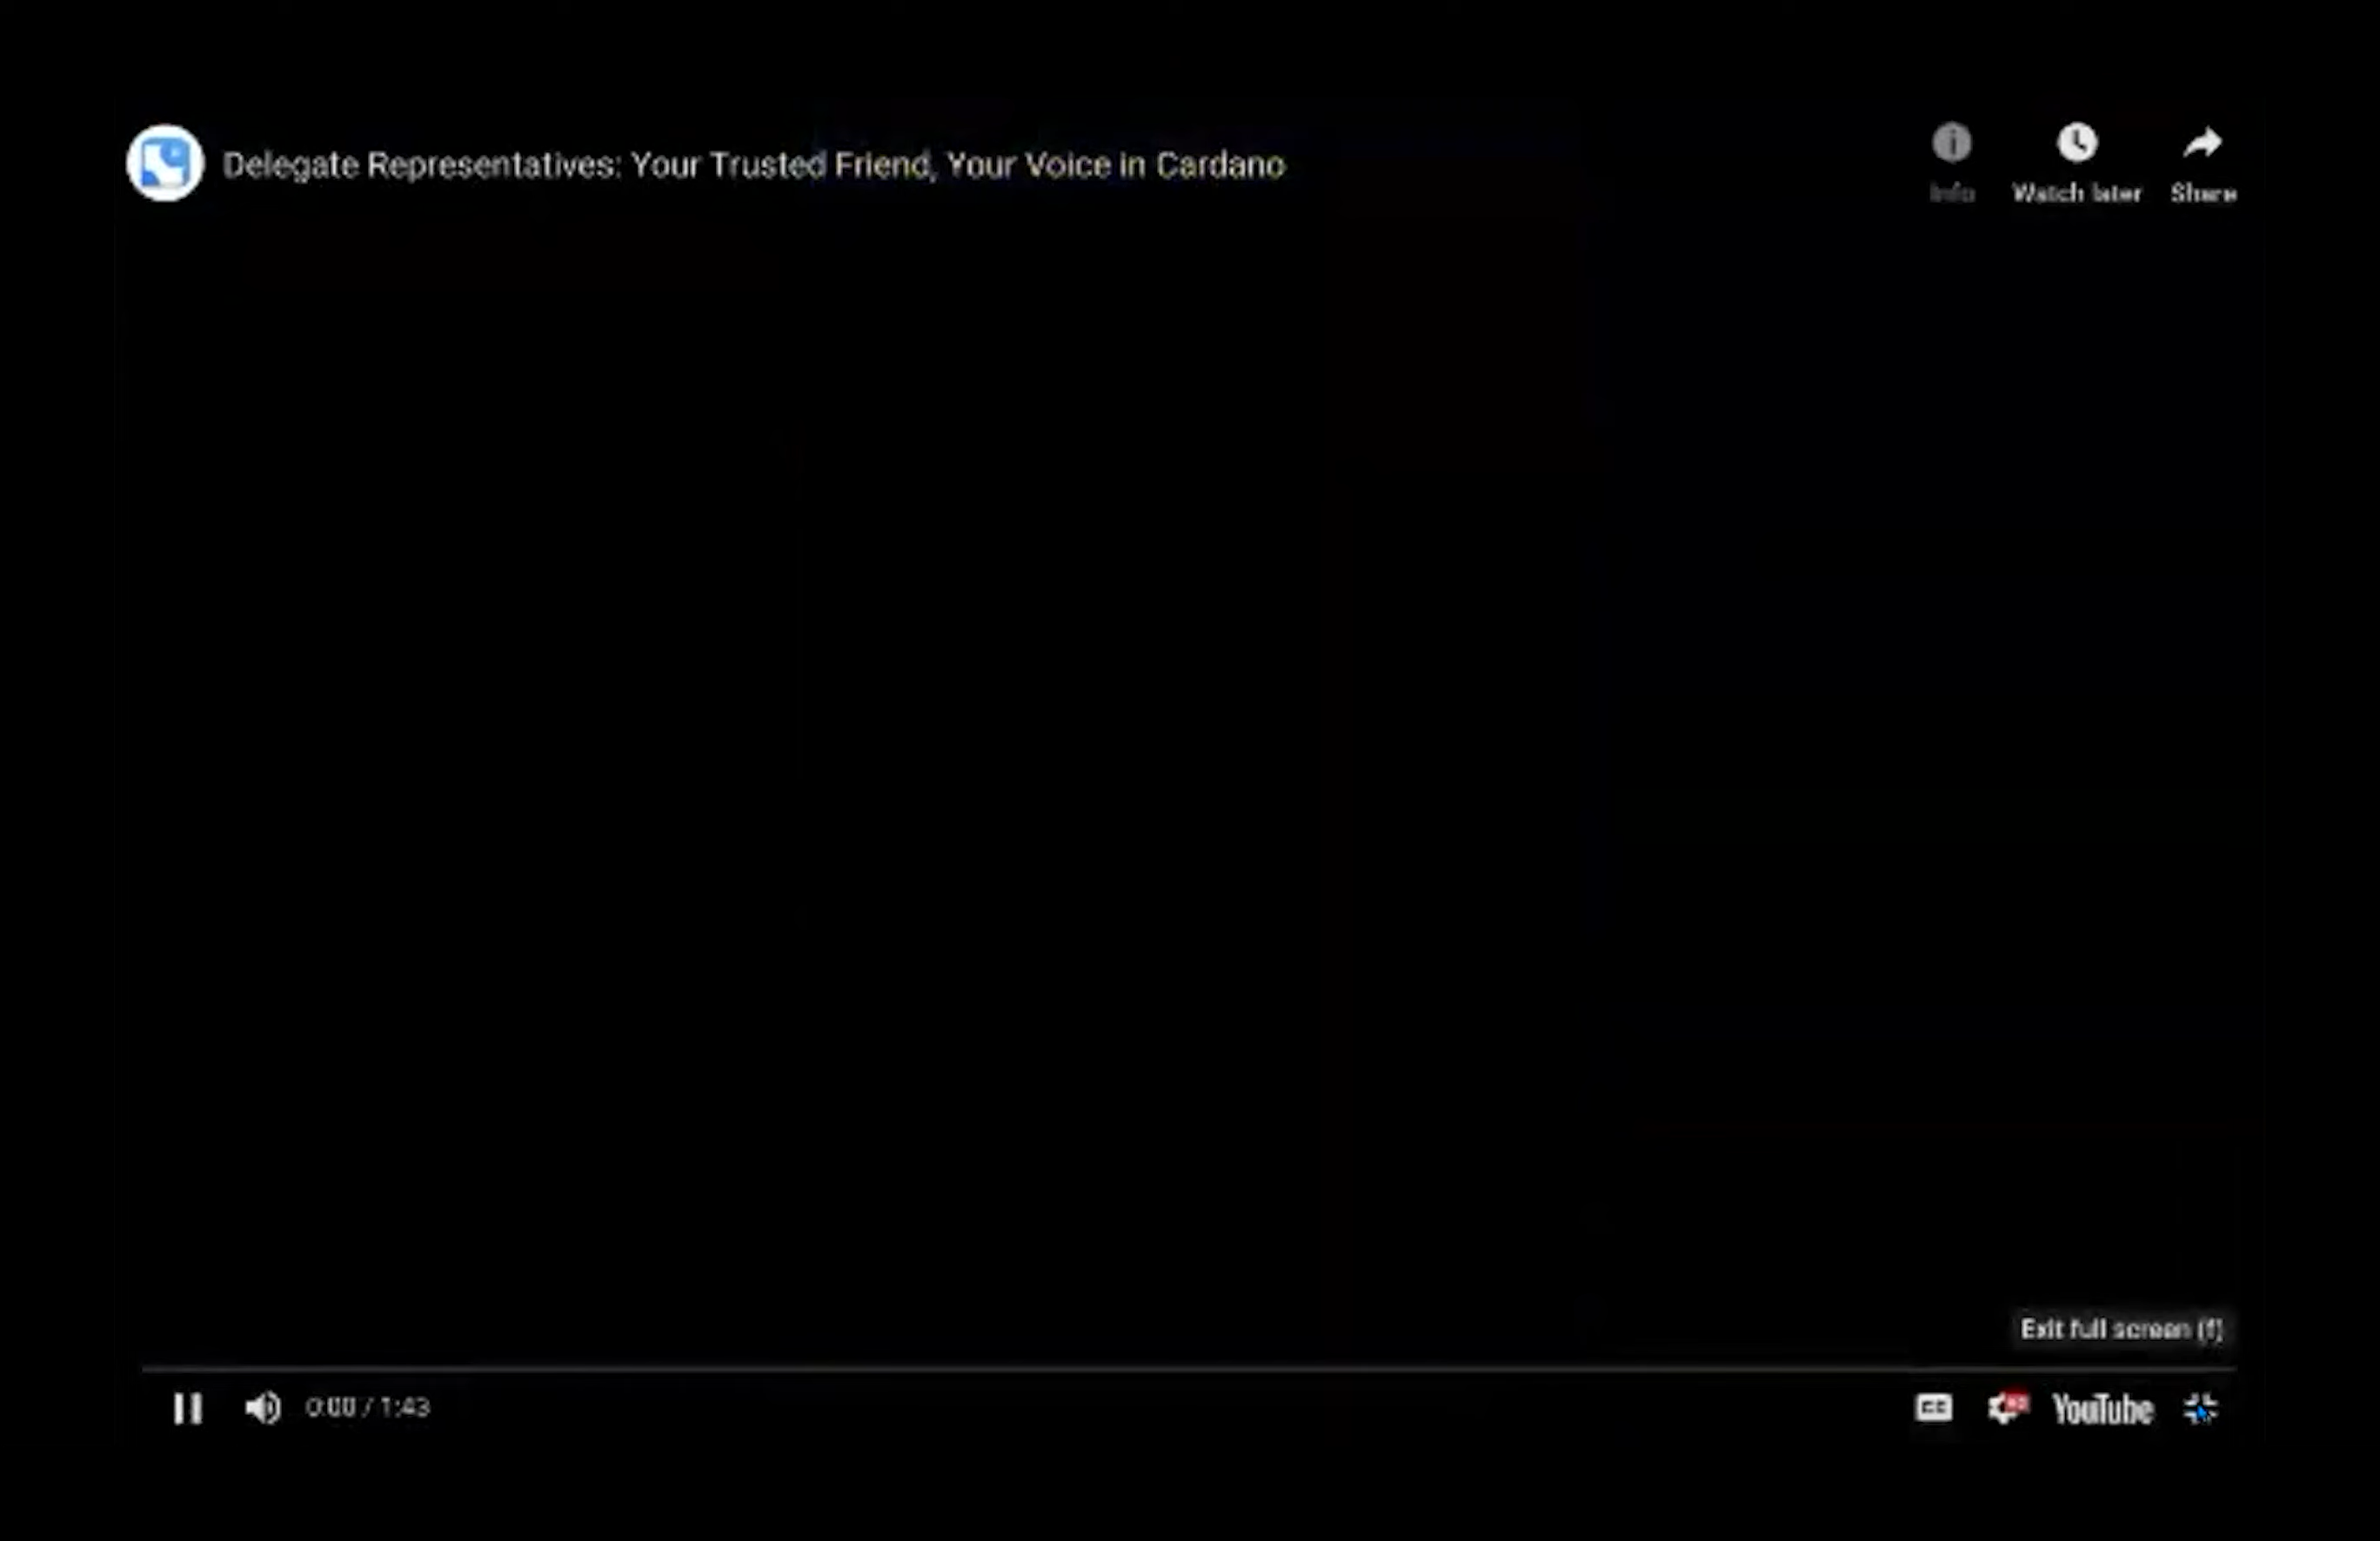 Delegate Representatives: Your Trusted Friend, Your Voice in Cardano
Info
Watch later
Share
Exit full screen (f)
0:00 / 1:43
CC
YouTube